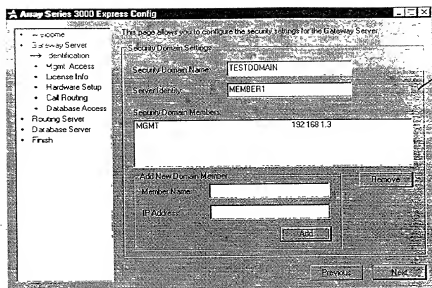 Array Series 3000 Express Config
Welcome
Gateway Server
Identification
Mgmt Access
License Info
Hardware Setup
Call Routing
Database Access
Routing Server
Database Server
Finish
This page allows you to configure the security settings for the Gateway Server
Security Domain Settings
Security Domain Name: TESTDOMAIN
Server Identity: MEMBER1
Security Domain Members:
MGMT 192.168.1.3
Remove
Add New Domain Member
Member Name:
IP Address:
Add
Previous
Next